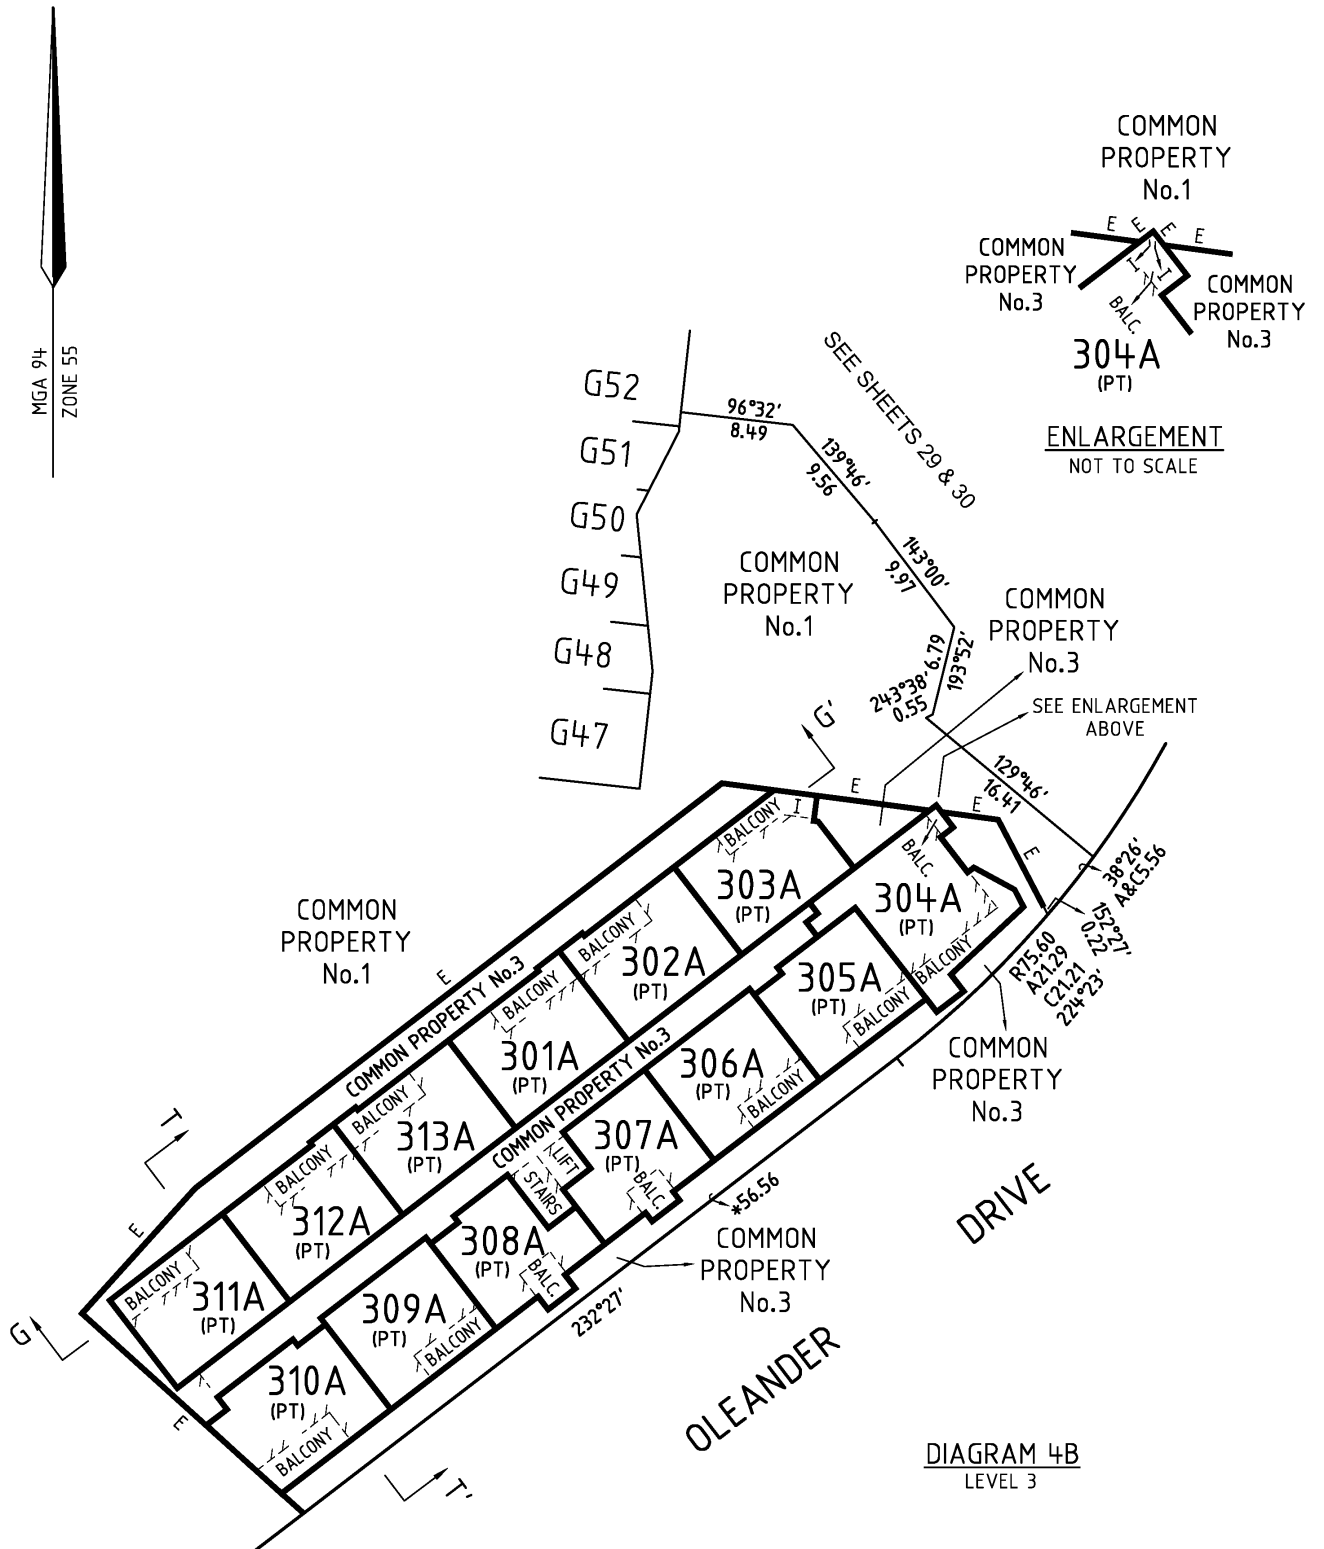 MGA 94
ZONE 55
COMMON
PROPERTY
No.1
E
E
E
E
COMMON
PROPERTY
No.3
I
I
BALC.
COMMON
PROPERTY
No.3
304A
(PT)
ENLARGEMENT
NOT TO SCALE
SEE SHEETS 29 & 30
G52
G51
G50
G49
G48
G47
96°32'
8.49
139°46'
9.56
143°00'
9.97
193°52'
6.79
243°38'
0.55
129°46'
16.41
COMMON
PROPERTY
No.1
COMMON
PROPERTY
No.3
SEE ENLARGEMENT
ABOVE
G'
E
E
E
38°26'
A&C5.56
152°27'
0.22
R75.60
A21.29
C21.21
224°23'
BALCONY
I
303A
(PT)
BALC.
304A
(PT)
BALCONY
COMMON
PROPERTY
No.1
E
COMMON PROPERTY No.3
BALCONY
302A
(PT)
305A
(PT)
BALCONY
BALCONY
301A
(PT)
COMMON PROPERTY No.3
306A
(PT)
BALCONY
COMMON
PROPERTY
No.3
BALCONY
313A
(PT)
307A
(PT)
BALC.
LIFT
STAIRS
T
BALCONY
312A
(PT)
308A
(PT)
BALC.
*56.56
COMMON
PROPERTY
No.3
232°27'
E
BALCONY
311A
(PT)
309A
(PT)
BALCONY
G
310A
(PT)
BALCONY
E
T'
OLEANDER
DRIVE
DIAGRAM 4B
LEVEL 3